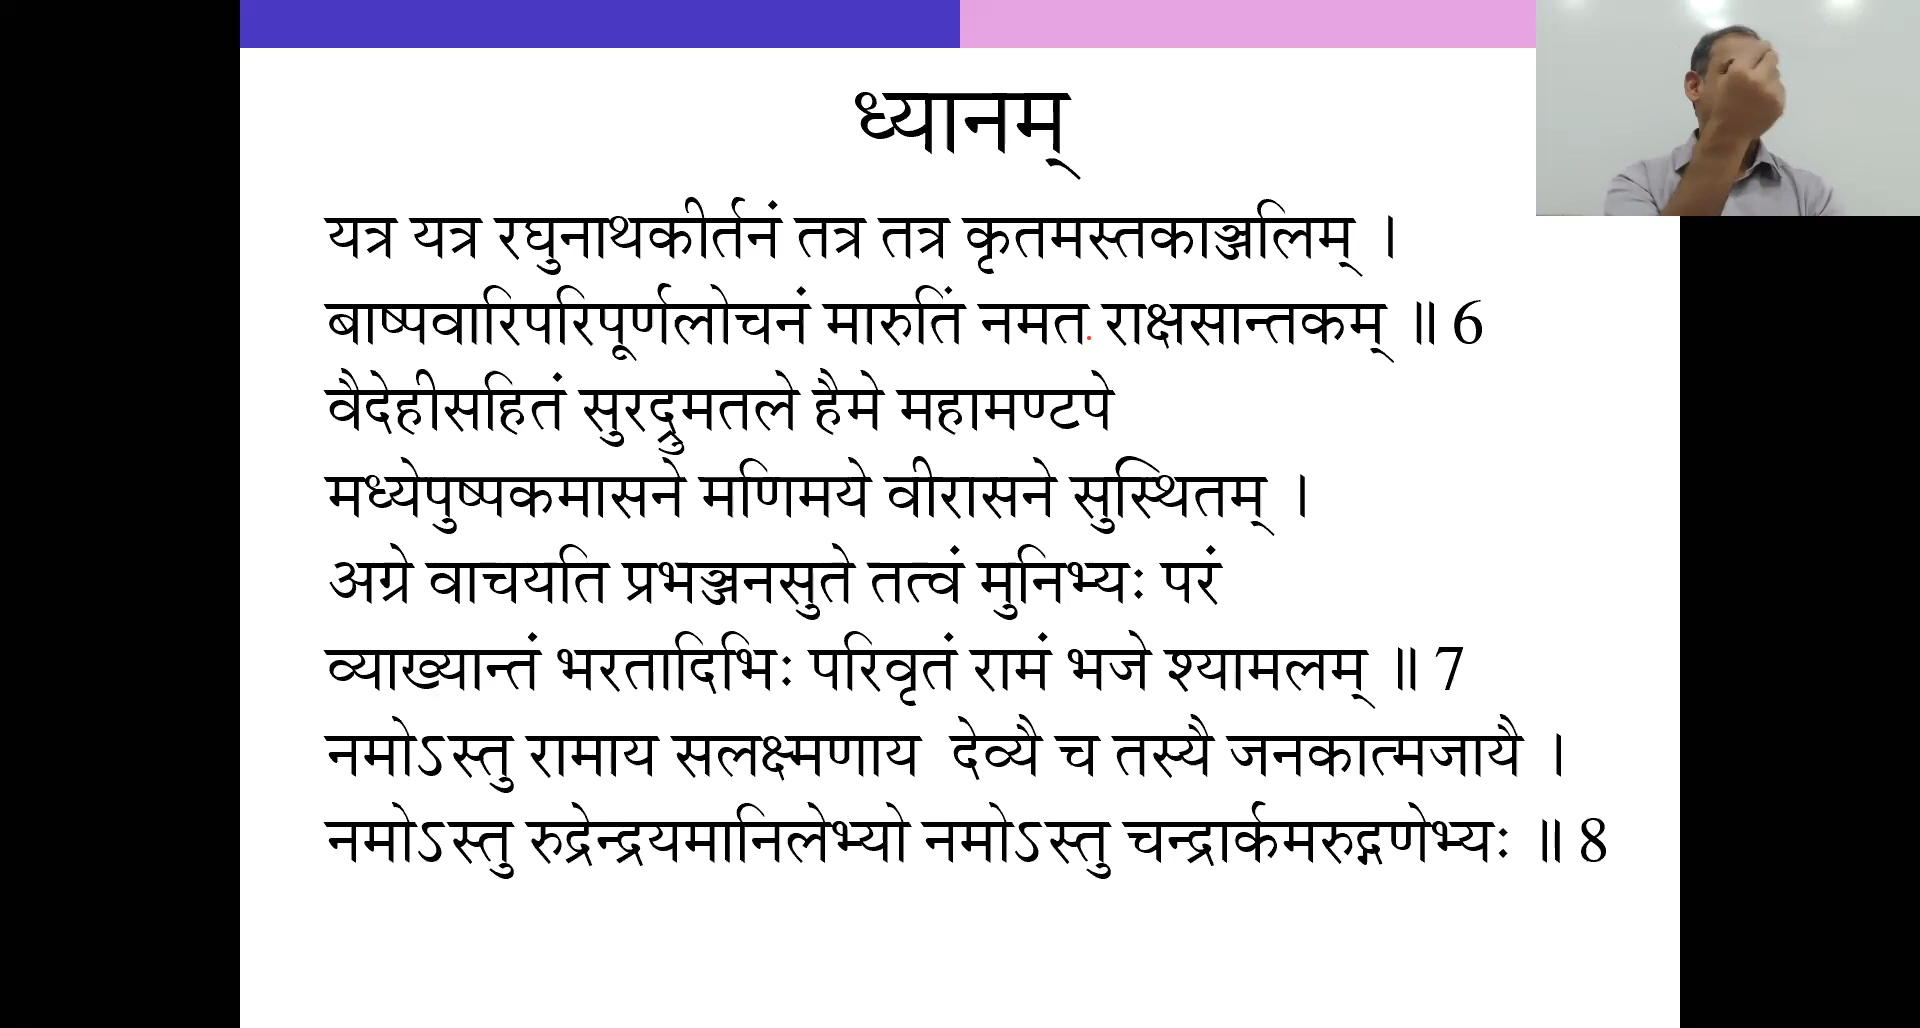 ध्यानम्
यत्र यत्र रघुनाथकीर्तनं तत्र तत्र कृतमस्तकाञ्जलिम् ।
बाष्पवारिपरिपूर्णलोचनं मारुतिं नमत राक्षसान्तकम् ॥ 6
वैदेहीसहितं सुरद्रुमतले हैमे महामण्टपे
मध्येपुष्पकमासने मणिमये वीरासने सुस्थितम् ।
अग्रे वाचयति प्रभञ्जनसुते तत्वं मुनिभ्यः परं
व्याख्यान्तं भरतादिभिः परिवृतं रामं भजे श्यामलम् ॥ 7
नमोऽस्तु रामाय सलक्ष्मणाय देव्यै च तस्यै जनकात्मजायै ।
नमोऽस्तु रुद्रेन्द्रयमानिलेभ्यो नमोऽस्तु चन्द्रार्कमरुद्गणेभ्यः ॥ 8